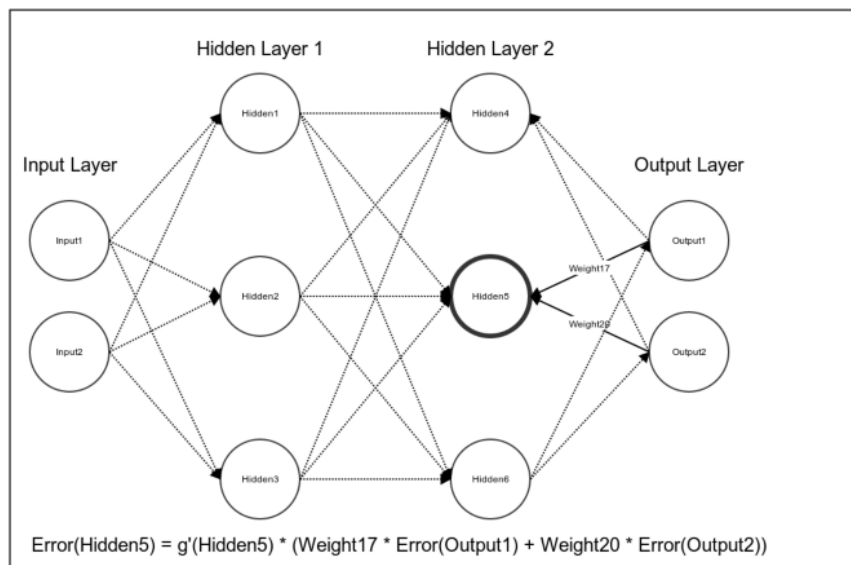 Hidden Layer 1
Hidden Layer 2
Hidden1
Hidden4
Input Layer
Output Layer
Input1
Output1
Weight17
Hidden2
Hidden5
Weight20
Input2
Output2
Hidden3
Hidden6
Error(Hidden5) = g'(Hidden5) * (Weight17 * Error(Output1) + Weight20 * Error(Output2))